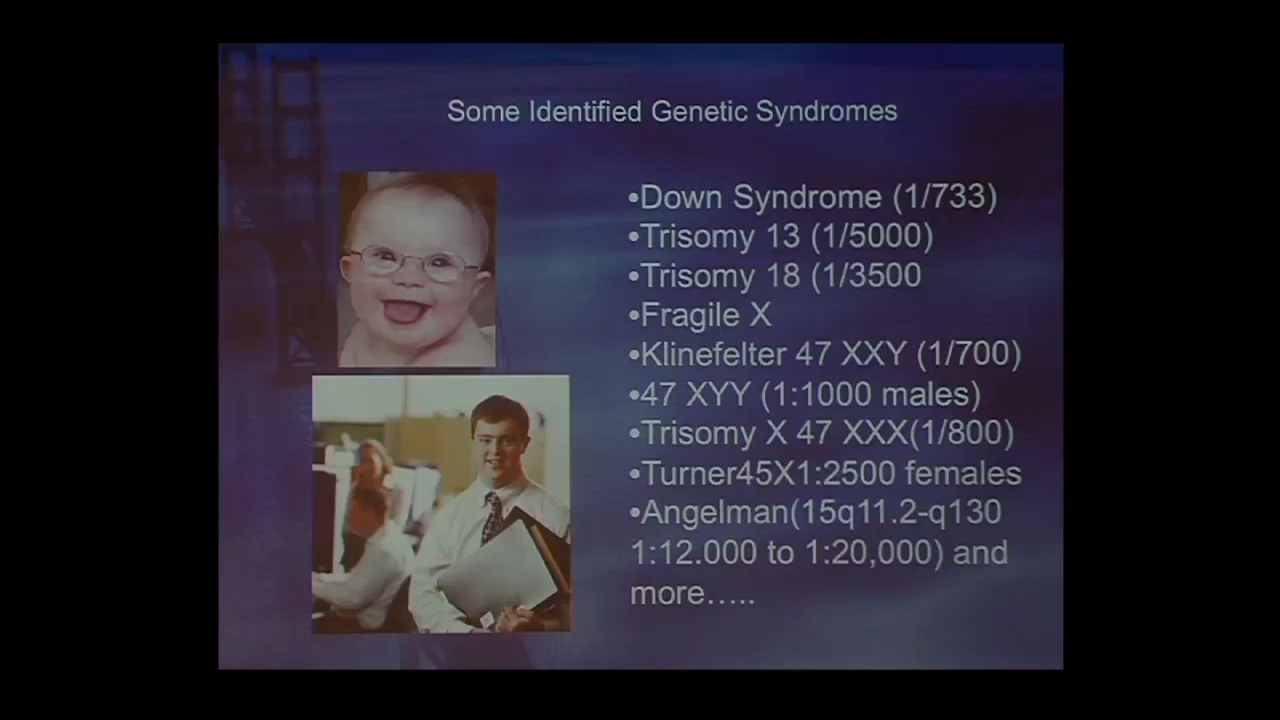 Some Identified Genetic Syndromes
•Down Syndrome (1/733)
•Trisomy 13 (1/5000)
•Trisomy 18 (1/3500
•Fragile X
•Klinefelter 47 XXY (1/700)
•47 XYY (1:1000 males)
•Trisomy X 47 XXX(1/800)
•Turner45X1:2500 females
•Angelman(15q11.2-q130
1:12.000 to 1:20,000) and
more…..